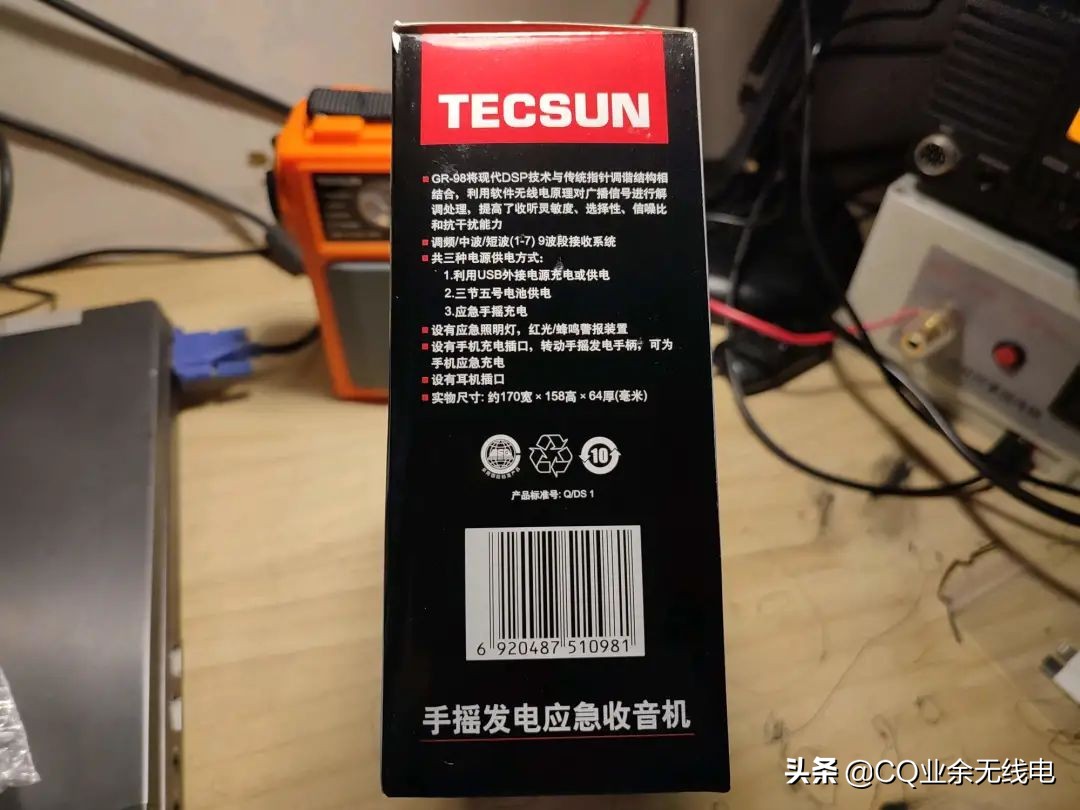 TECSUN
GR-98将现代DSP技术与传统指针调谐结构相
结合，利用软件无线电原理对广播信号进行解
调处理，提高了收听灵敏度、选择性、信噪比
和抗干扰能力
调频/中波/短波(1-7) 9波段接收系统
共三种电源供电方式:
1.利用USB外接电源充电或供电
2.三节五号电池供电
3.应急手摇充电
设有应急照明灯，红光/蜂鸣警报装置
设有手机充电插口，转动手摇发电手柄，可为
手机应急充电
设有耳机插口
实物尺寸: 约170宽×158高×64厚(毫米)
10
产品标准号: Q/DS 1
6 920487 510981
手摇发电应急收音机
头条 @CQ业余无线电